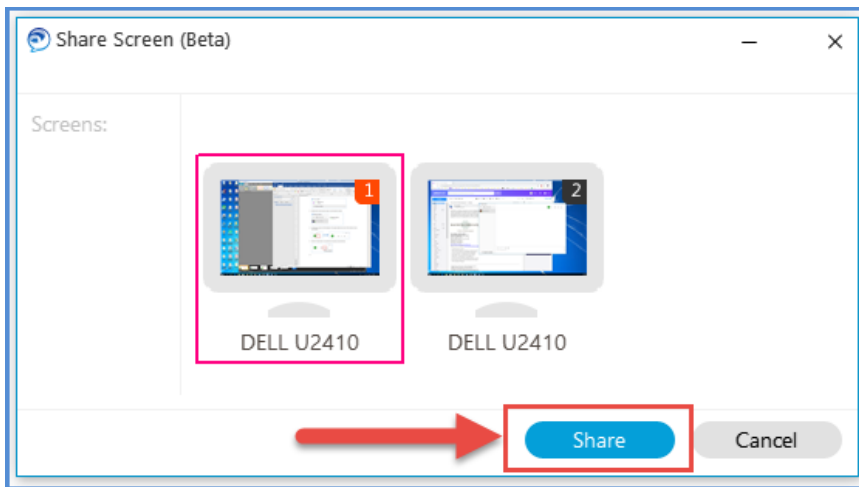 Share Screen (Beta)
Screens:
1
2
DELL U2410
DELL U2410
Share
Cancel